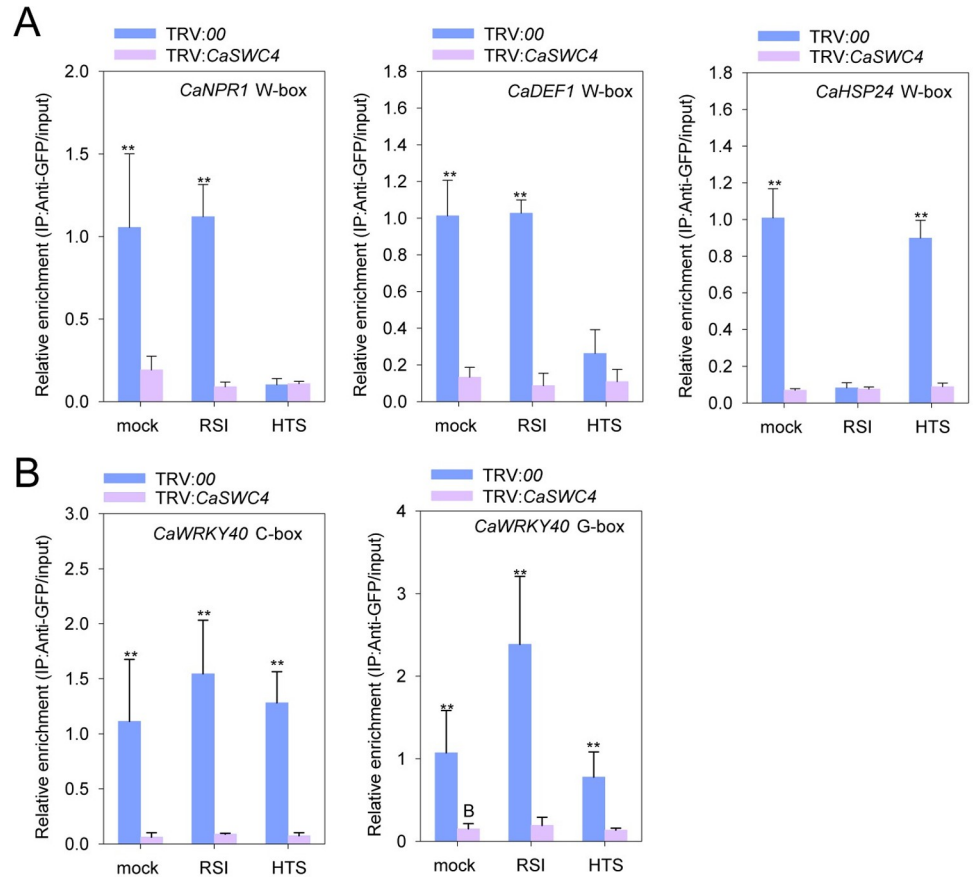 A
TRV:00
TRV:CaSWC4
CaNPR1 W-box
Relative enrichment (IP:Anti-GFP/input)
2.0
1.5
1.0
0.5
0.0
**
**
mock
RSI
HTS
TRV:00
TRV:CaSWC4
CaDEF1 W-box
Relative enrichment (IP:Anti-GFP/input)
1.8
1.6
1.4
1.2
1.0
0.8
0.6
0.4
0.2
0.0
**
**
mock
RSI
HTS
TRV:00
TRV:CaSWC4
CaHSP24 W-box
Relative enrichment (IP:Anti-GFP/input)
1.8
1.6
1.4
1.2
1.0
0.8
0.6
0.4
0.2
0.0
**
**
mock
RSI
HTS
B
TRV:00
TRV:CaSWC4
CaWRKY40 C-box
Relative enrichment (IP:Anti-GFP/input)
3.0
2.5
2.0
1.5
1.0
0.5
0.0
**
**
**
mock
RSI
HTS
TRV:00
TRV:CaSWC4
CaWRKY40 G-box
Relative enrichment (IP:Anti-GFP/input)
4
3
2
1
0
**
B
**
**
mock
RSI
HTS